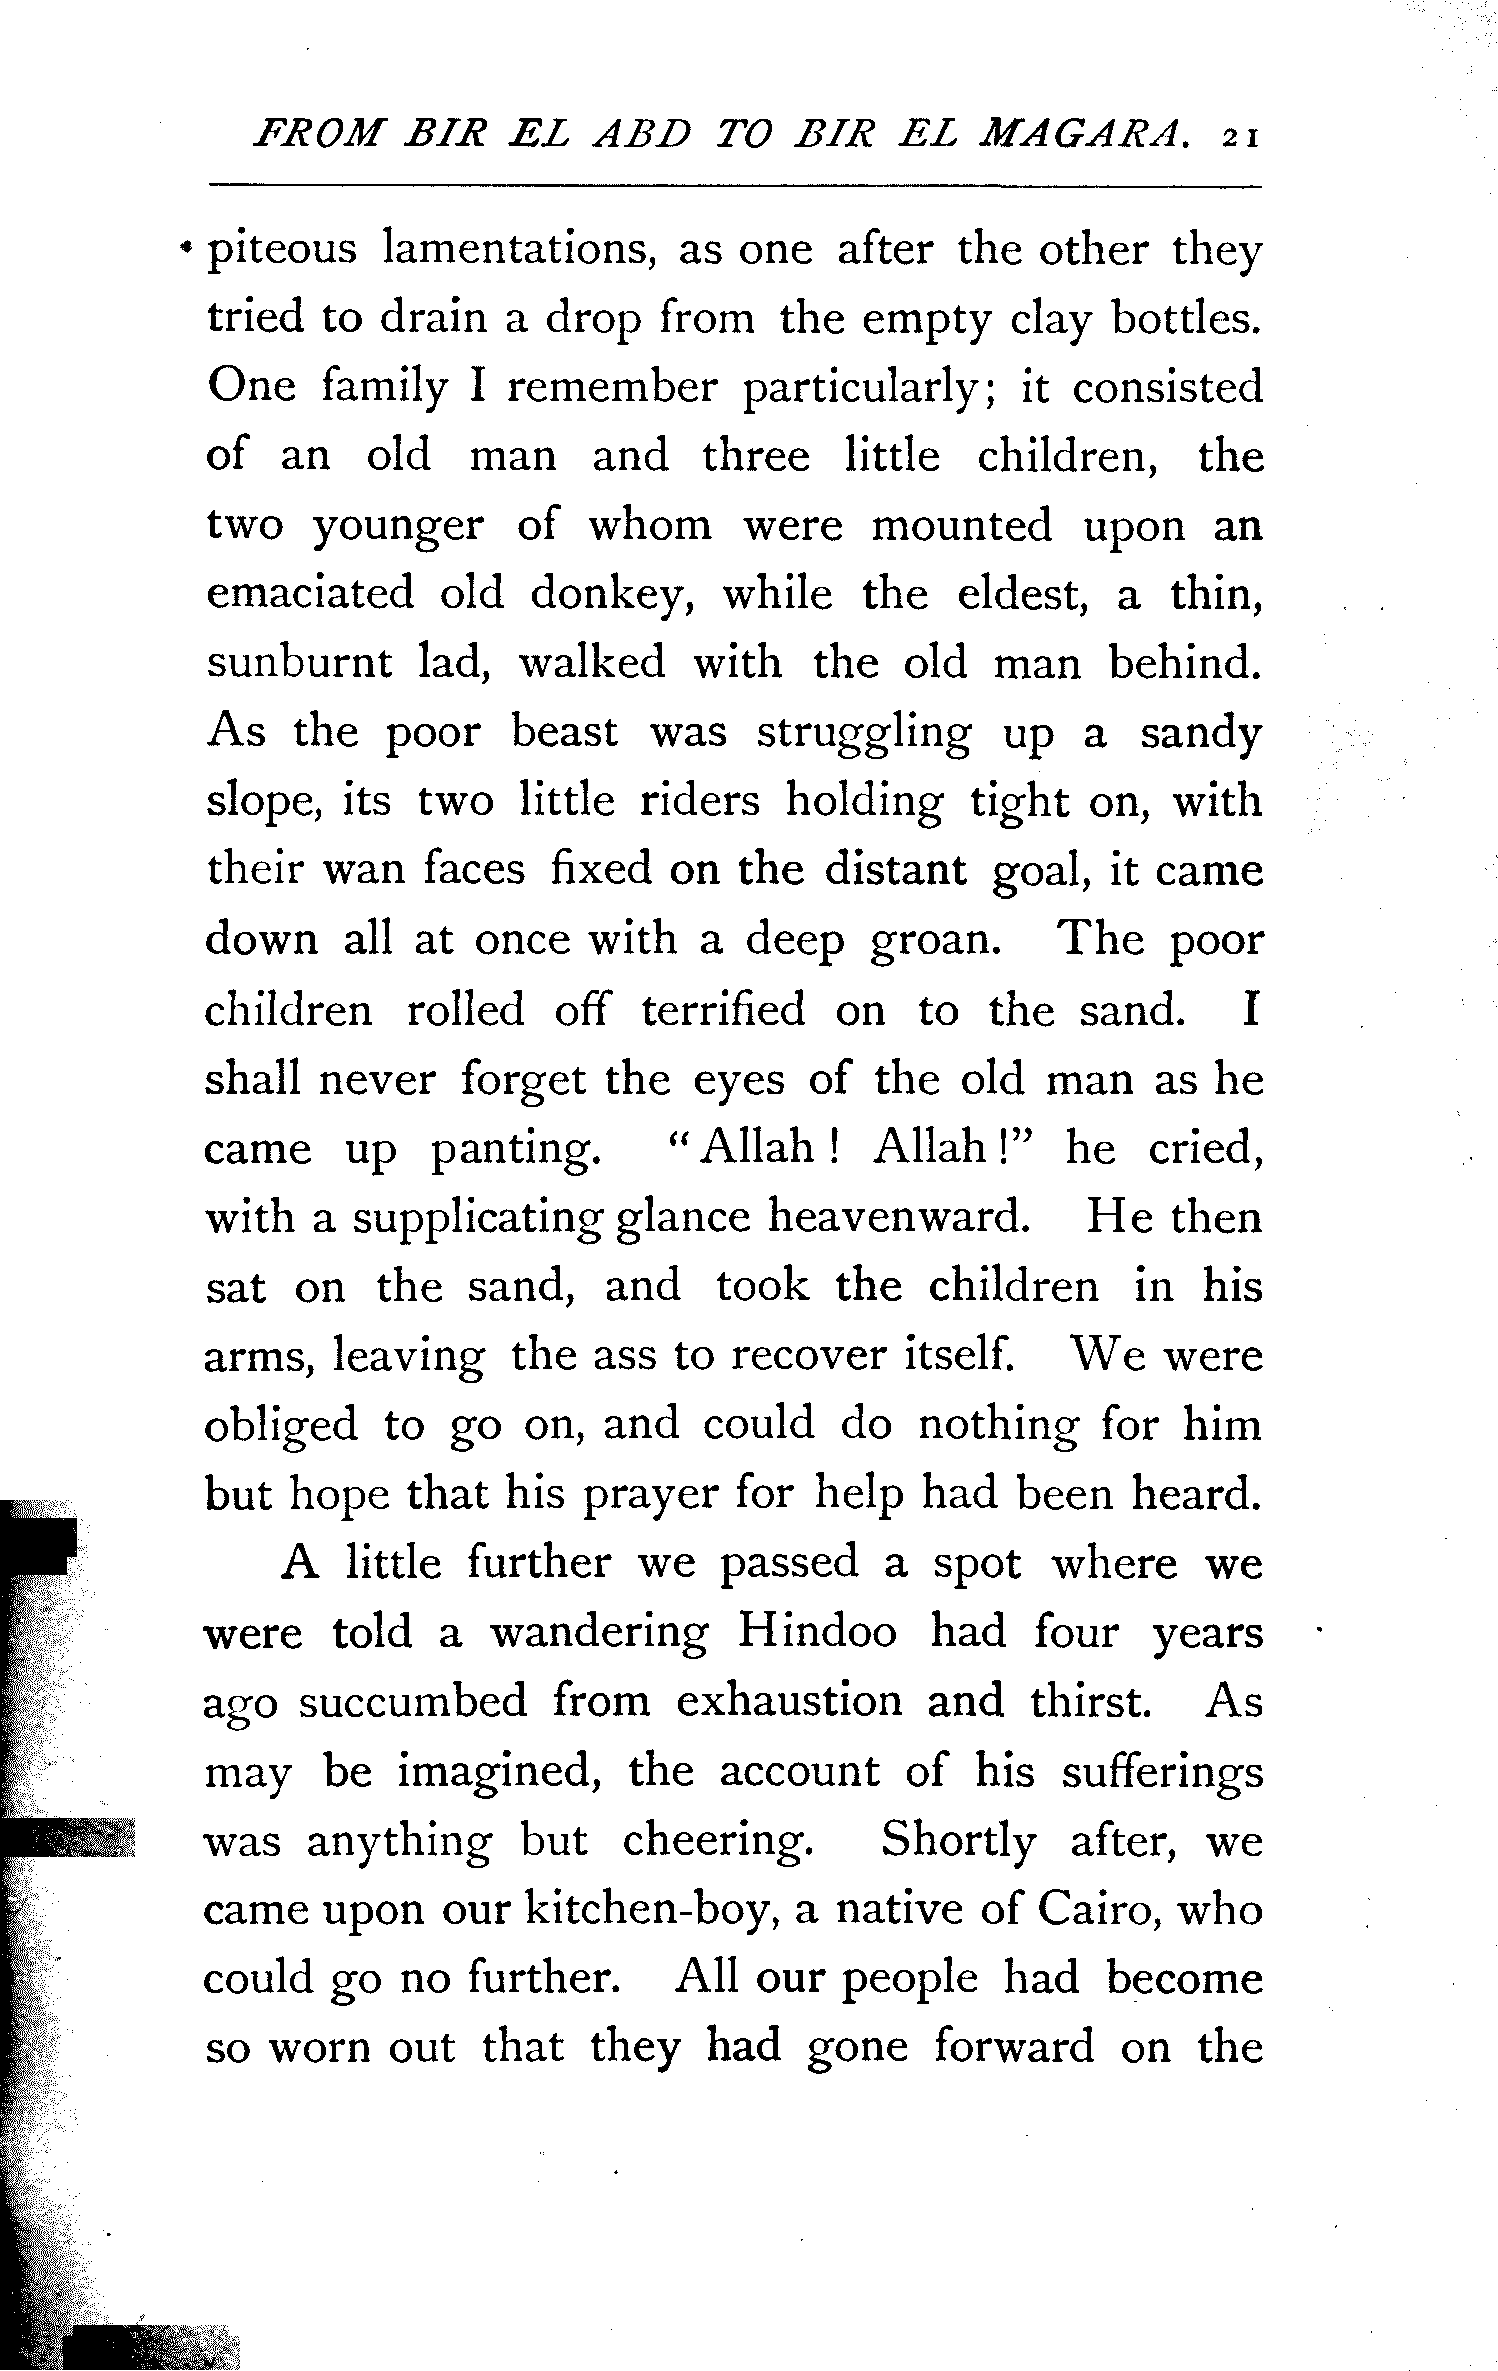 FROM BIR EL ABD TO BIR EL MAGARA. 21
piteous lamentations, as one after the other they
tried to drain a drop from the empty clay bottles.
One family I remember particularly; it consisted
of an old man and three little children, the
two younger of whom were mounted upon an
emaciated old donkey, while the eldest, a thin,
sunburnt lad, walked with the old man behind.
As the poor beast was struggling up a sandy
slope, its two little riders holding tight on, with
their wan faces fixed on the distant goal, it came
down all at once with a deep groan. The poor
children rolled off terrified on to the sand. I
shall never forget the eyes of the old man as he
came up panting. “Allah! Allah!” he cried,
with a supplicating glance heavenward. He then
sat on the sand, and took the children in his
arms, leaving the ass to recover itself. We were
obliged to go on, and could do nothing for him
but hope that his prayer for help had been heard.
A little further we passed a spot where we
were told a wandering Hindoo had four years
ago succumbed from exhaustion and thirst. As
may be imagined, the account of his sufferings
was anything but cheering. Shortly after, we
came upon our kitchen-boy, a native of Cairo, who
could go no further. All our people had become
so worn out that they had gone forward on the